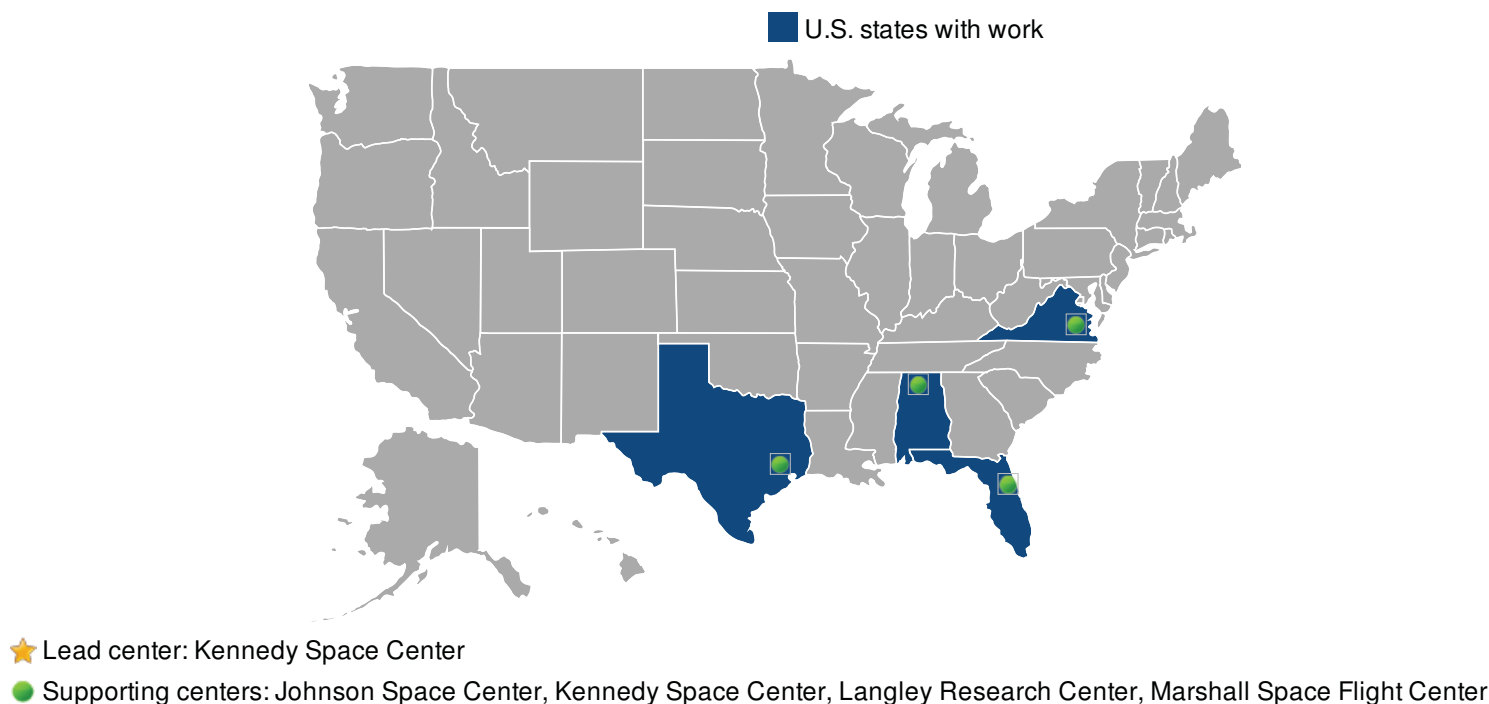 U.S. states with work
Lead center: Kennedy Space Center
Supporting centers: Johnson Space Center, Kennedy Space Center, Langley Research Center, Marshall Space Flight Center